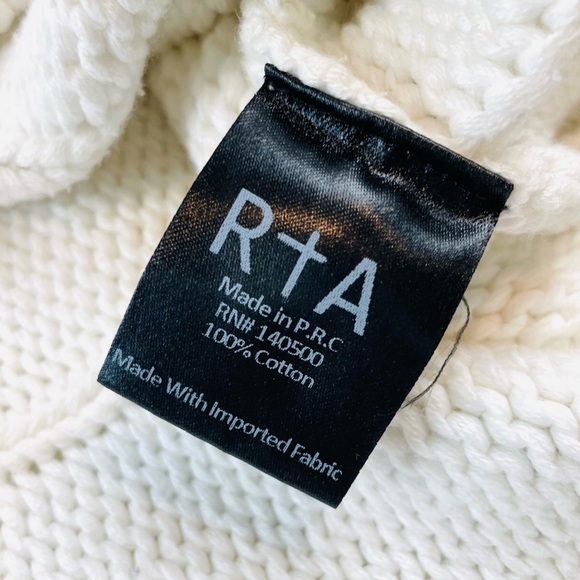 R†A
Made in P.R.C
RN# 140500
100% Cotton
Made With Imported Fabric